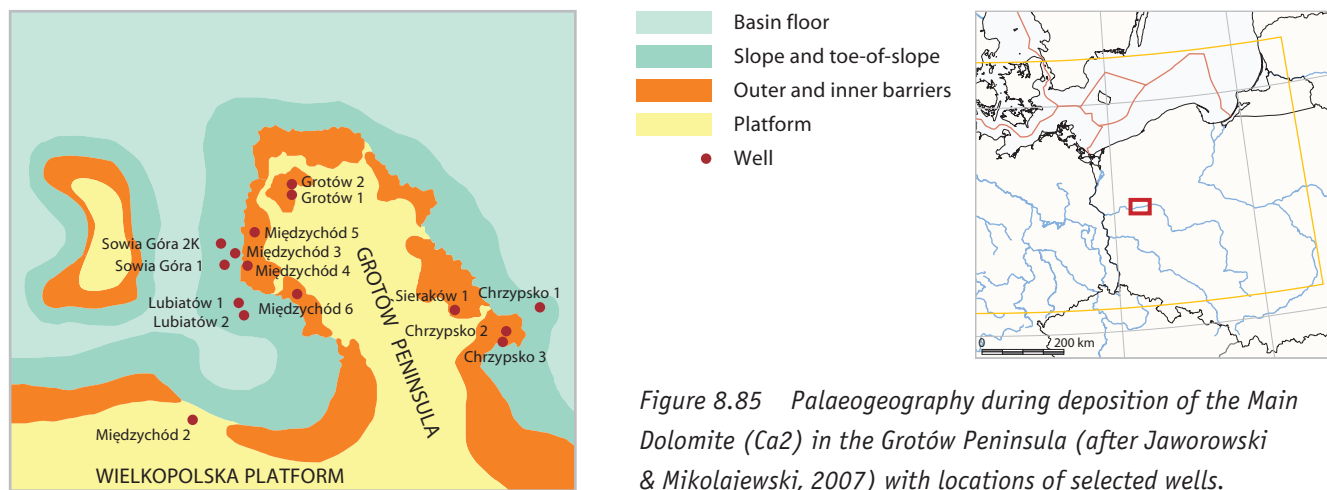 Grotów 2
Grotów 1
Międzychód 5
Sowia Góra 2K
Międzychód 3
Sowia Góra 1
Międzychód 4
Lubiatów 1
Międzychód 6
Lubiatów 2
Sieraków 1
Chrzypsko 1
Chrzypsko 2
Chrzypsko 3
GROTÓW PENINSULA
Międzychód 2
WIELKOPOLSKA PLATFORM
Basin floor
Slope and toe-of-slope
Outer and inner barriers
Platform
Well
0 200 km
Figure 8.85 Palaeogeography during deposition of the Main
Dolomite (Ca2) in the Grotów Peninsula (after Jaworowski
& Mikolajewski, 2007) with locations of selected wells.